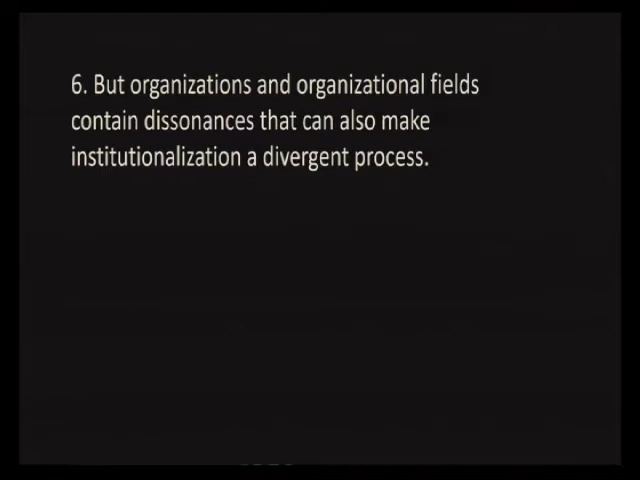 6. But organizations and organizational fields
contain dissonances that can also make
institutionalization a divergent process.